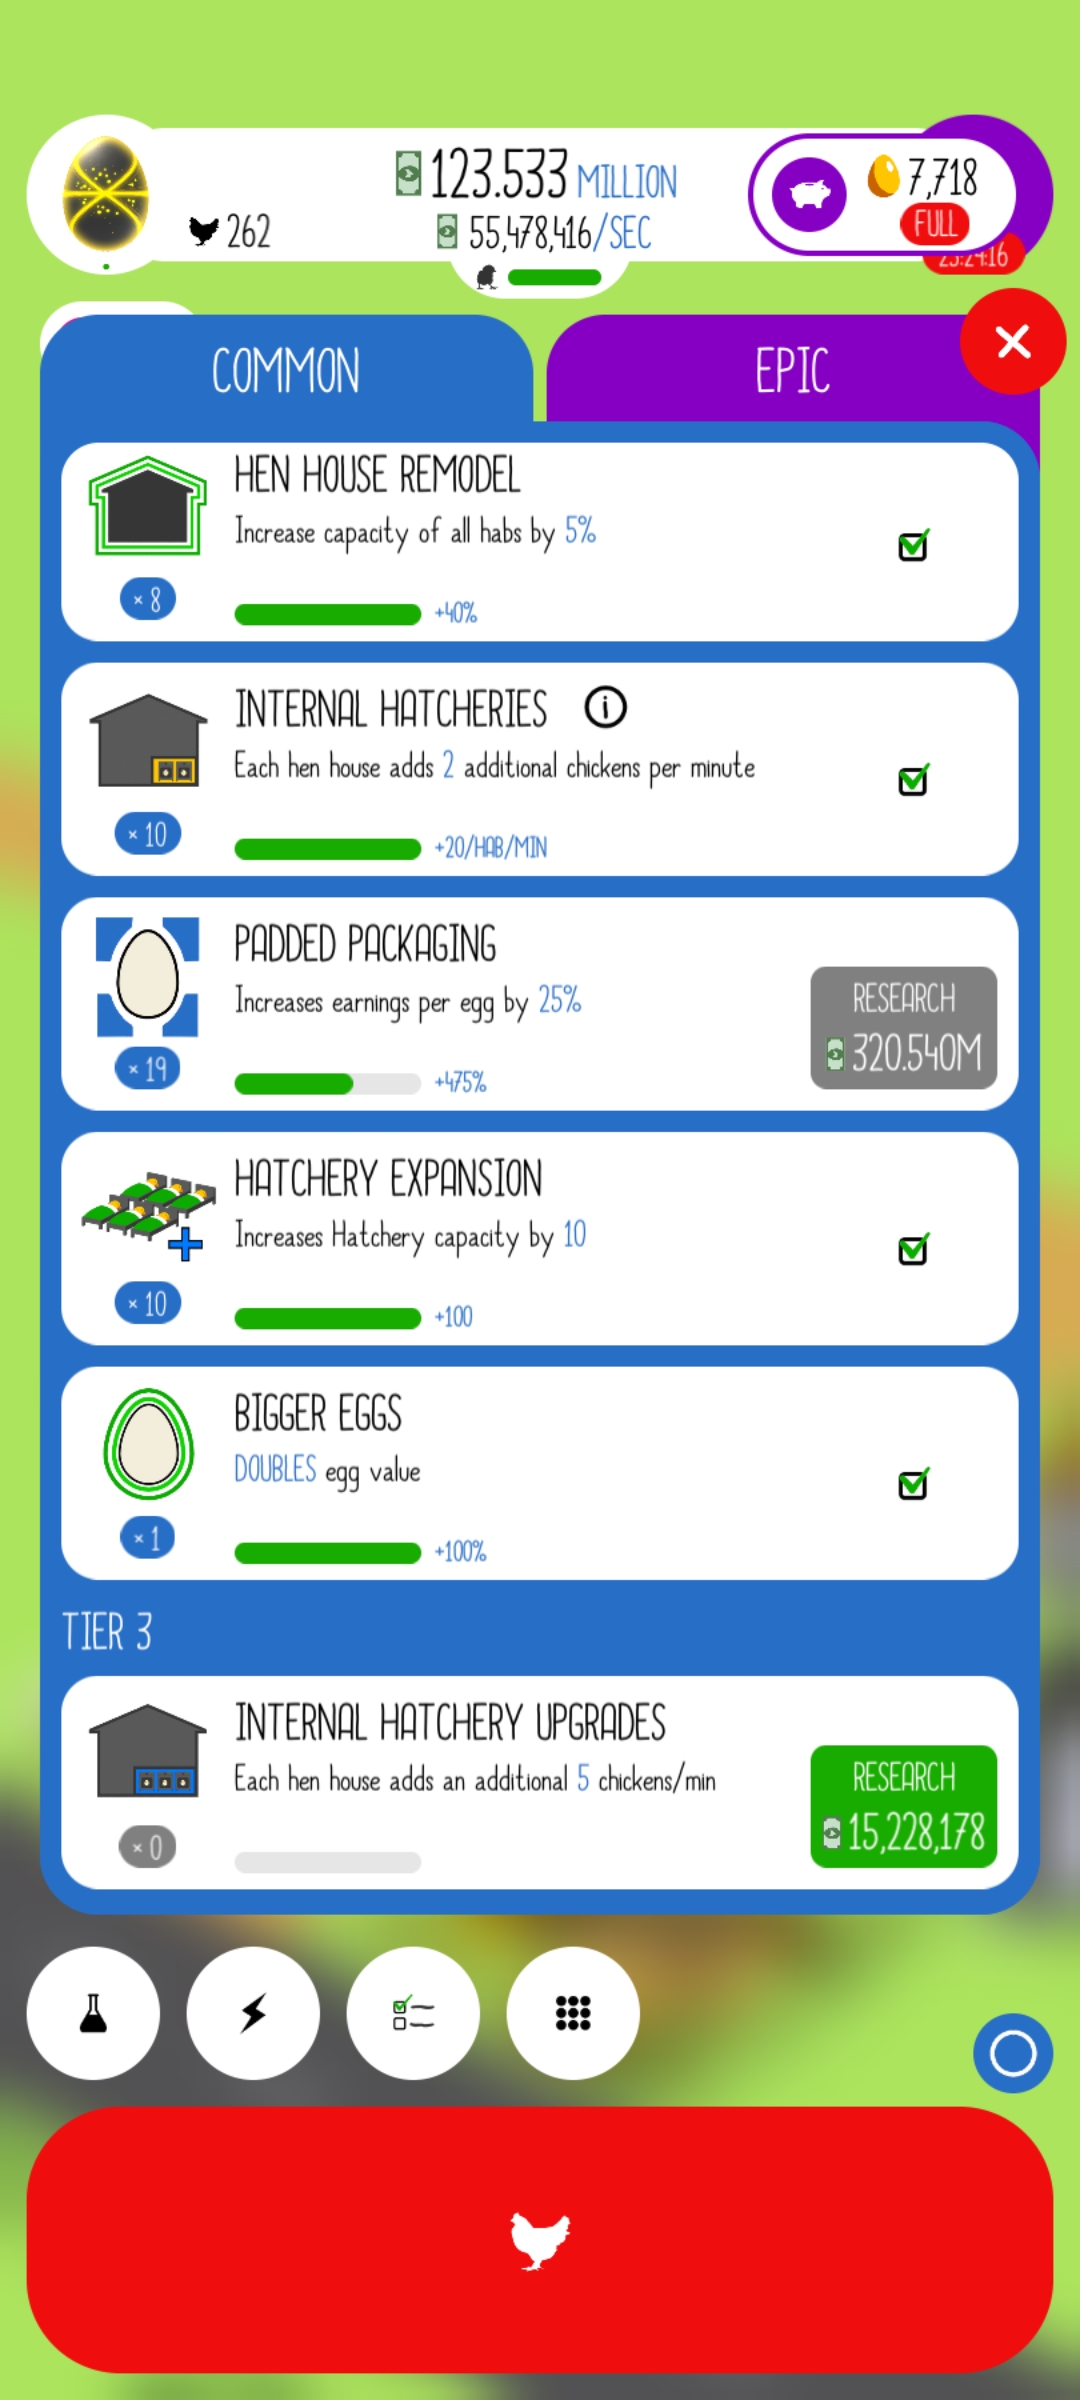 123.533 MILLION
262
55,478,416/SEC
7,718
FULL
23:24:16
COMMON
EPIC
HEN HOUSE REMODEL
Increase capacity of all habs by 5%
× 8
+40%
INTERNAL HATCHERIES
i
Each hen house adds 2 additional chickens per minute
× 10
+20/HAB/MIN
PADDED PACKAGING
Increases earnings per egg by 25%
RESEARCH
320.540M
× 19
+475%
HATCHERY EXPANSION
Increases Hatchery capacity by 10
× 10
+100
BIGGER EGGS
DOUBLES egg value
× 1
+100%
TIER 3
INTERNAL HATCHERY UPGRADES
Each hen house adds an additional 5 chickens/min
RESEARCH
15,228,178
× 0